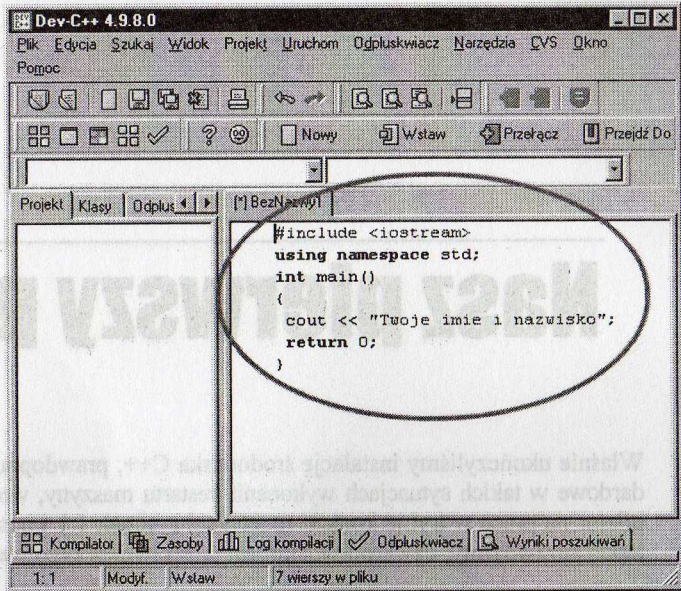 Dev-C++ 4.9.8.0
Plik Edycja Szukaj Widok Projekt Uruchom Odpluskwiacz Narzędzia CVS Okno
Pomoc
Nowy Wstaw Przełącz Przejdź Do
Projekt Klasy Odplus
[*] BezNazwy1
#include <iostream>
using namespace std;
int main()
{
cout << "Twoje imie i nazwisko";
return 0;
}
Kompilator Zasoby Log kompilacji Odpluskwiacz Wyniki poszukiwań
1:1 Modyf. Wstaw 7 wierszy w pliku